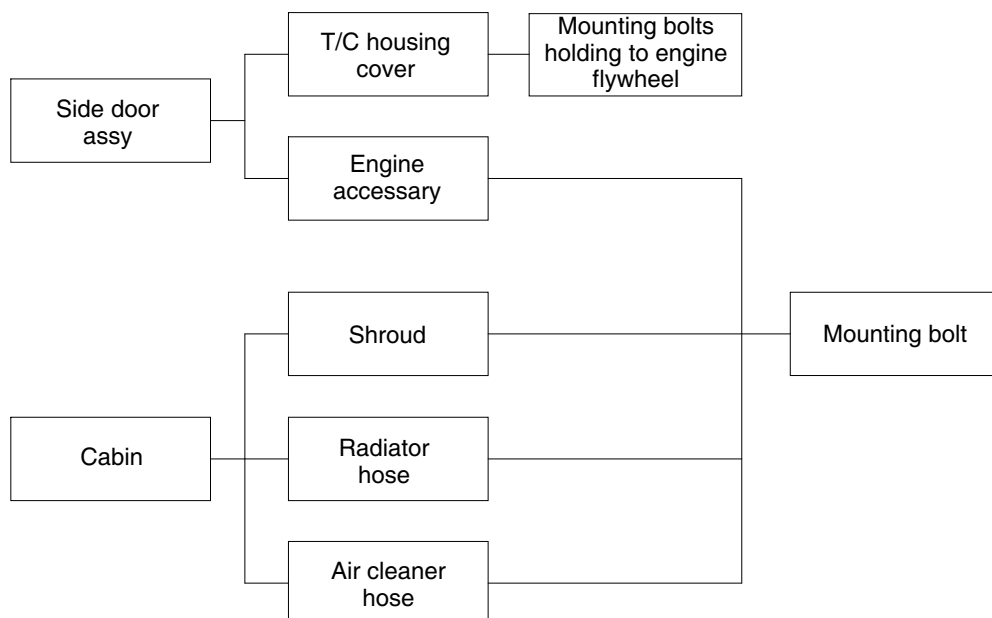 T/C housing
cover
Mounting bolts
holding to engine
flywheel
Side door
assy
Engine
accessary
Shroud
Mounting bolt
Cabin
Radiator
hose
Air cleaner
hose